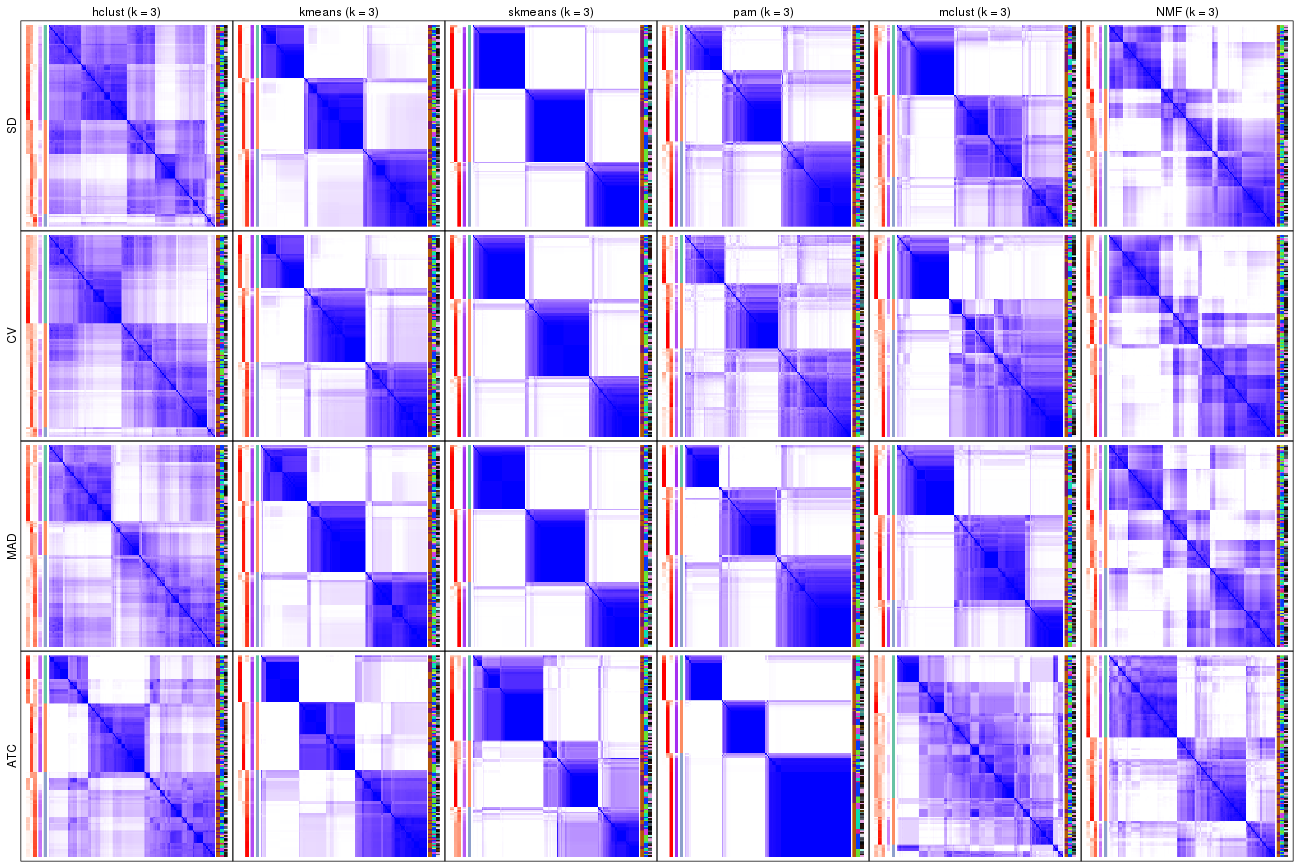 hclust (k = 3)
kmeans (k = 3)
skmeans (k = 3)
pam (k = 3)
mclust (k = 3)
NMF (k = 3)
SD
CV
MAD
ATC